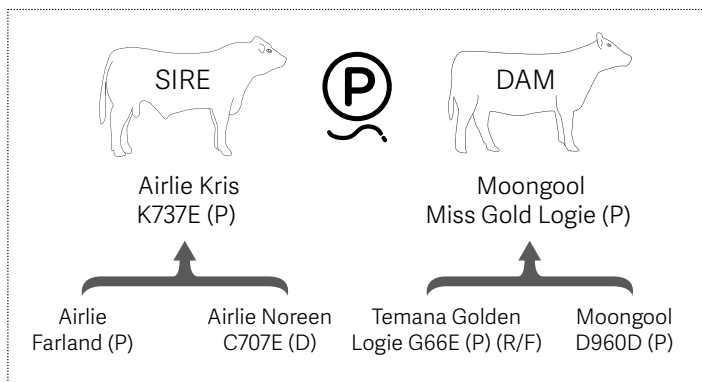 SIRE
P
DAM
Airlie Kris
K737E (P)
Moongool
Miss Gold Logie (P)
Airlie
Farland (P)
Airlie Noreen
C707E (D)
Temana Golden
Logie G66E (P) (R/F)
Moongool
D960D (P)